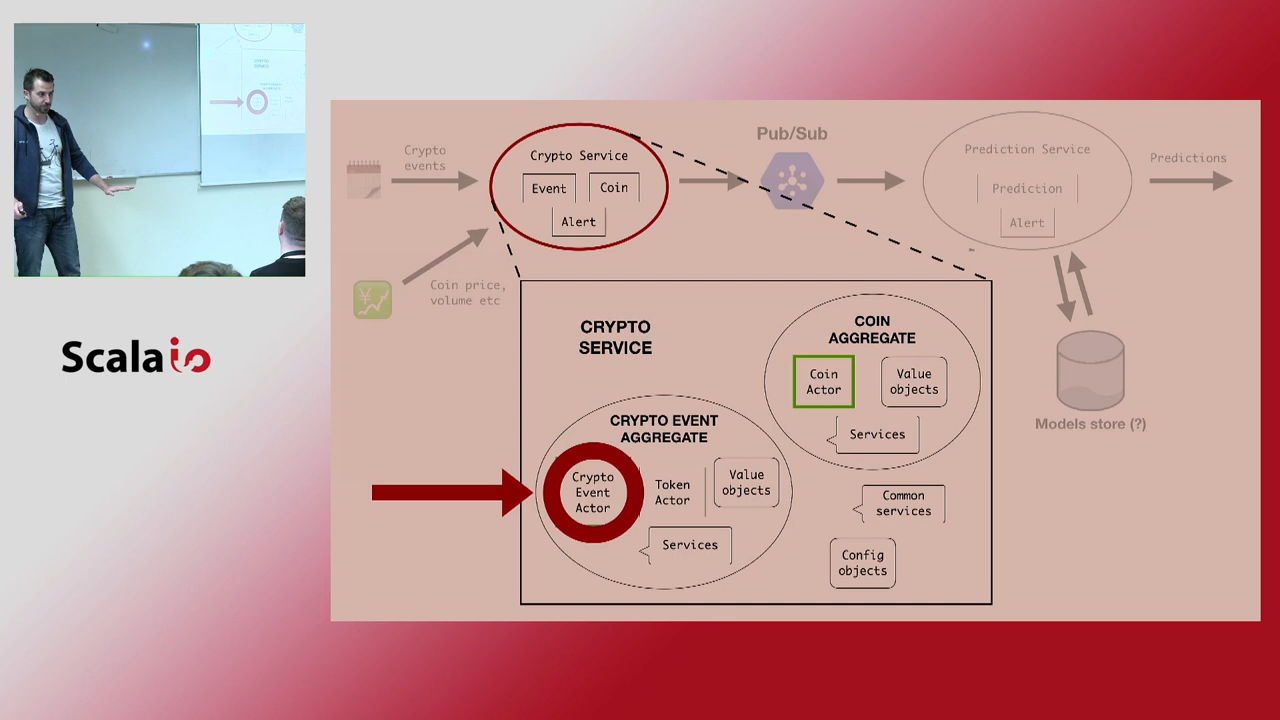 Scala io
Crypto
events
Crypto Service
Event
Coin
Alert
Pub/Sub
Prediction Service
Prediction
Alert
Predictions
Coin price,
volume etc
Models store (?)
CRYPTO
SERVICE
COIN
AGGREGATE
Coin
Actor
Value
objects
Services
CRYPTO EVENT
AGGREGATE
Crypto
Event
Actor
Token
Actor
Value
objects
Services
Common
services
Config
objects